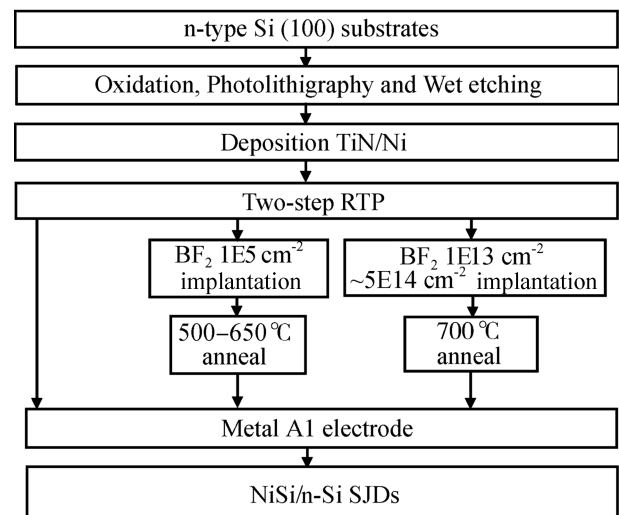 n-type Si (100) substrates
Oxidation, Photolithigraphy and Wet etching
Deposition TiN/Ni
Two-step RTP
BF₂ 1E5 cm⁻²
implantation
BF₂ 1E13 cm⁻²
~5E14 cm⁻² implantation
500–650℃
anneal
700℃
anneal
Metal A1 electrode
NiSi/n-Si SJDs